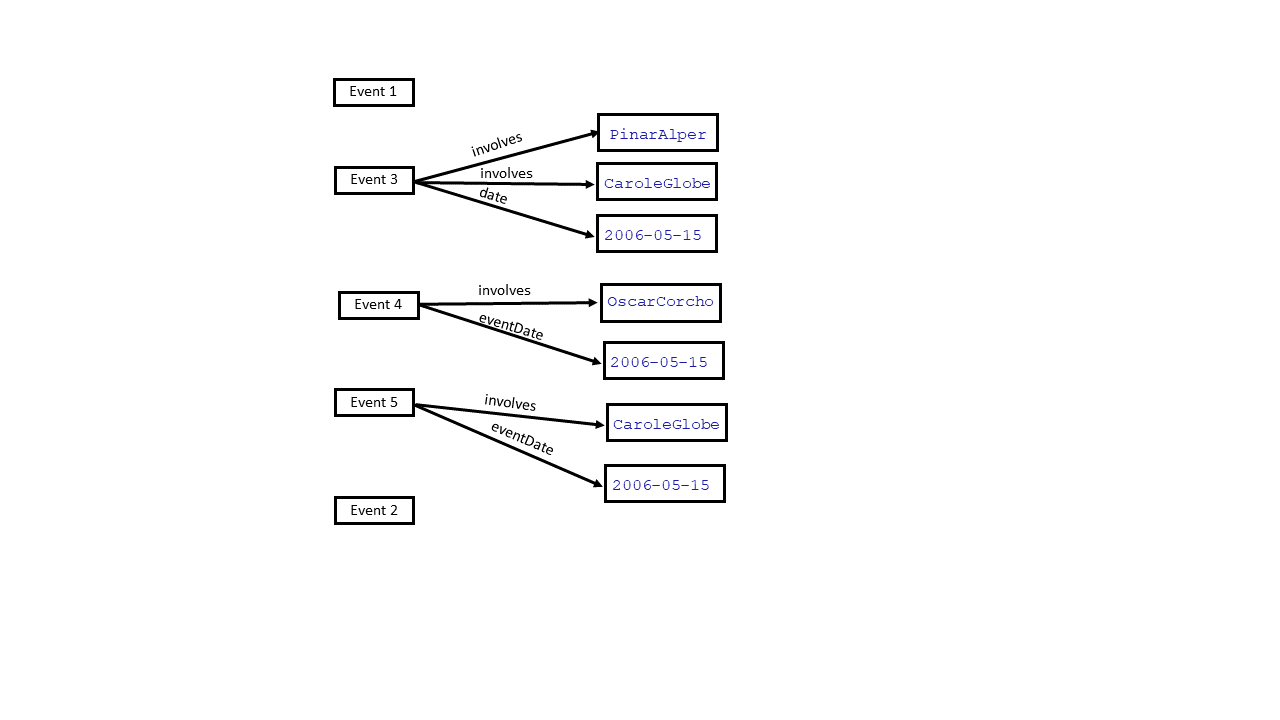 Event 1
involves
PinarAlper
Event 3
involves
CaroleGlobe
date
2006-05-15
Event 4
involves
OscarCorcho
eventDate
2006-05-15
Event 5
involves
CaroleGlobe
eventDate
2006-05-15
Event 2